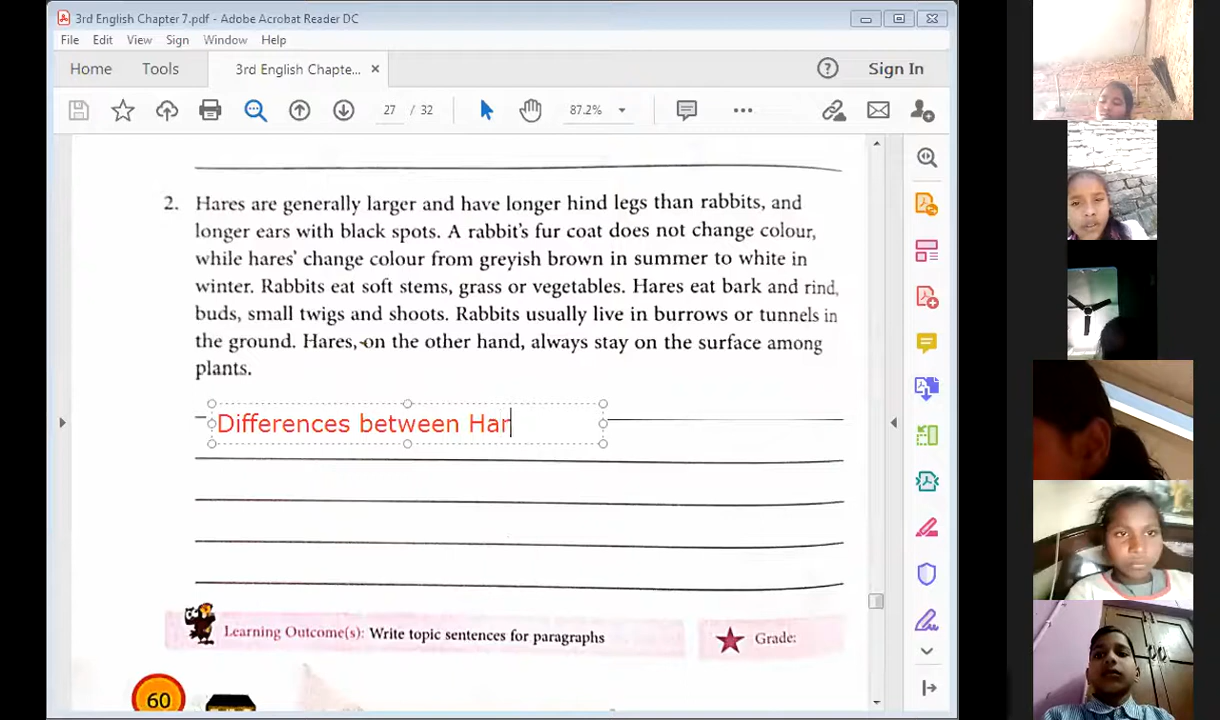 3rd English Chapter 7.pdf - Adobe Acrobat Reader DC
File Edit View Sign Window Help
Home Tools 3rd English Chapte... × Sign In
27 / 32 87.2%
2. Hares are generally larger and have longer hind legs than rabbits, and
longer ears with black spots. A rabbit's fur coat does not change colour,
while hares' change colour from greyish brown in summer to white in
winter. Rabbits eat soft stems, grass or vegetables. Hares eat bark and rind,
buds, small twigs and shoots. Rabbits usually live in burrows or tunnels in
the ground. Hares, on the other hand, always stay on the surface among
plants.
Differences between Har
Learning Outcome(s): Write topic sentences for paragraphs
Grade:
60